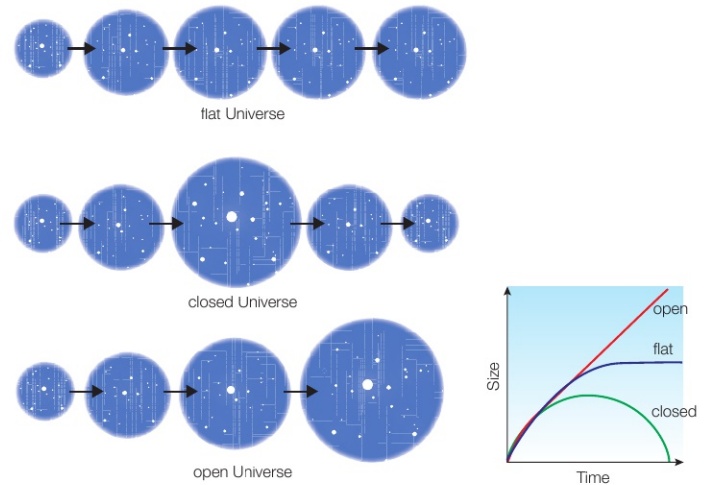 flat Universe
closed Universe
open Universe
Size
open
flat
closed
Time